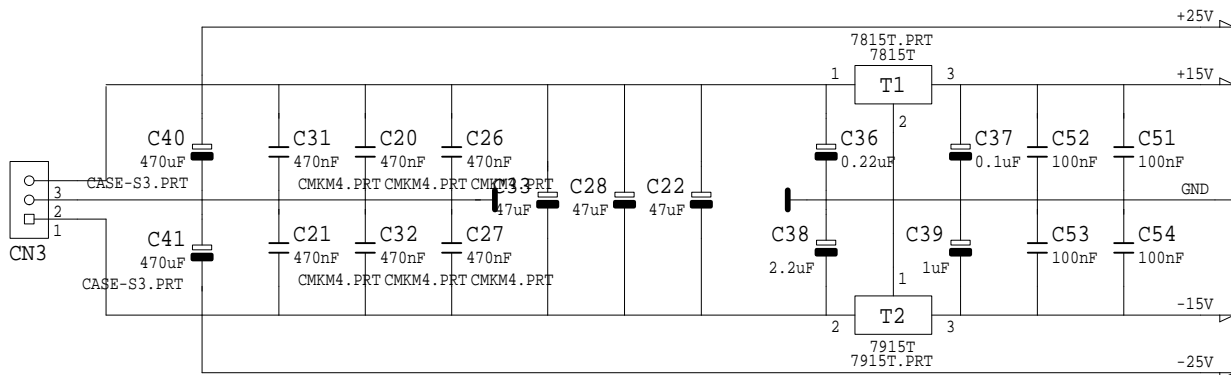 +25V
7815T.PRT
7815T
1 T1 3 +15V
2
C40 C31 C20 C26 C36 C37 C52 C51
470uF 470nF 470nF 470nF 0.22uF 0.1uF 100nF 100nF
CASE-S3.PRT CMKM4.PRT CMKM4.PRT CMKM4.PRT C33 C28 C22 GND
3
47uF 47uF 47uF
2
1
CN3
C41 C21 C32 C27 C38 C39 C53 C54
470uF 470nF 470nF 470nF 2.2uF 1uF 100nF 100nF
CASE-S3.PRT CMKM4.PRT CMKM4.PRT CMKM4.PRT
1
2 T2 3 -15V
7915T
7915T.PRT
-25V